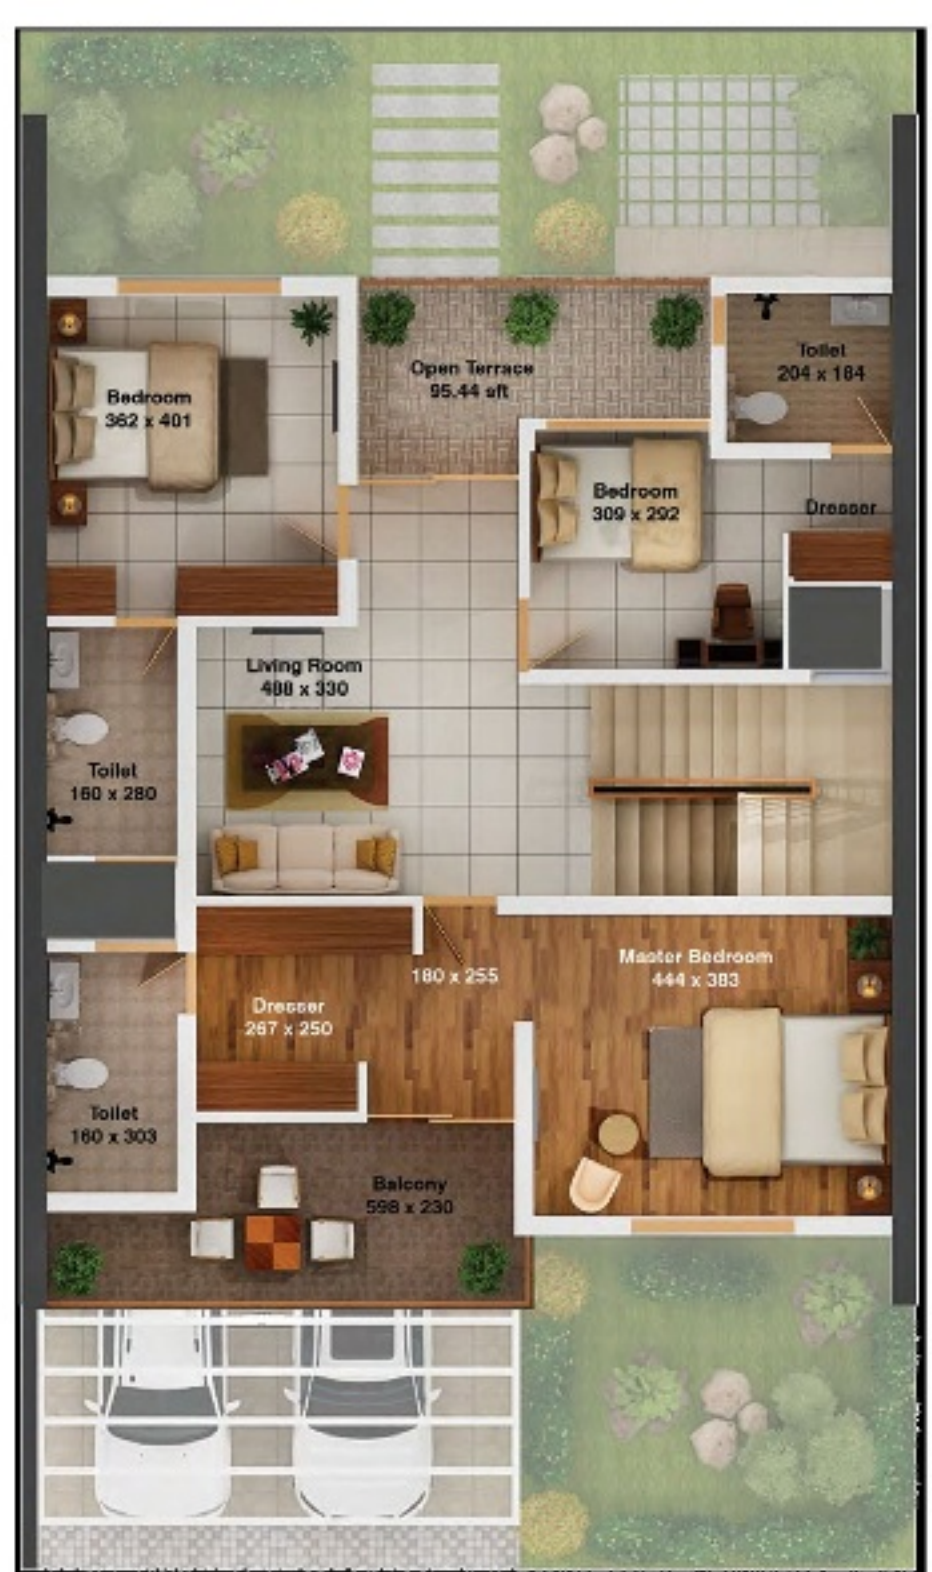 Open Terrace
95.44 sft
Toilet
204 x 184
Bedroom
362 x 401
Bedroom
309 x 292
Dresser
Living Room
488 x 330
Toilet
160 x 280
Master Bedroom
444 x 383
180 x 255
Dresser
267 x 250
Toilet
160 x 303
Balcony
598 x 230